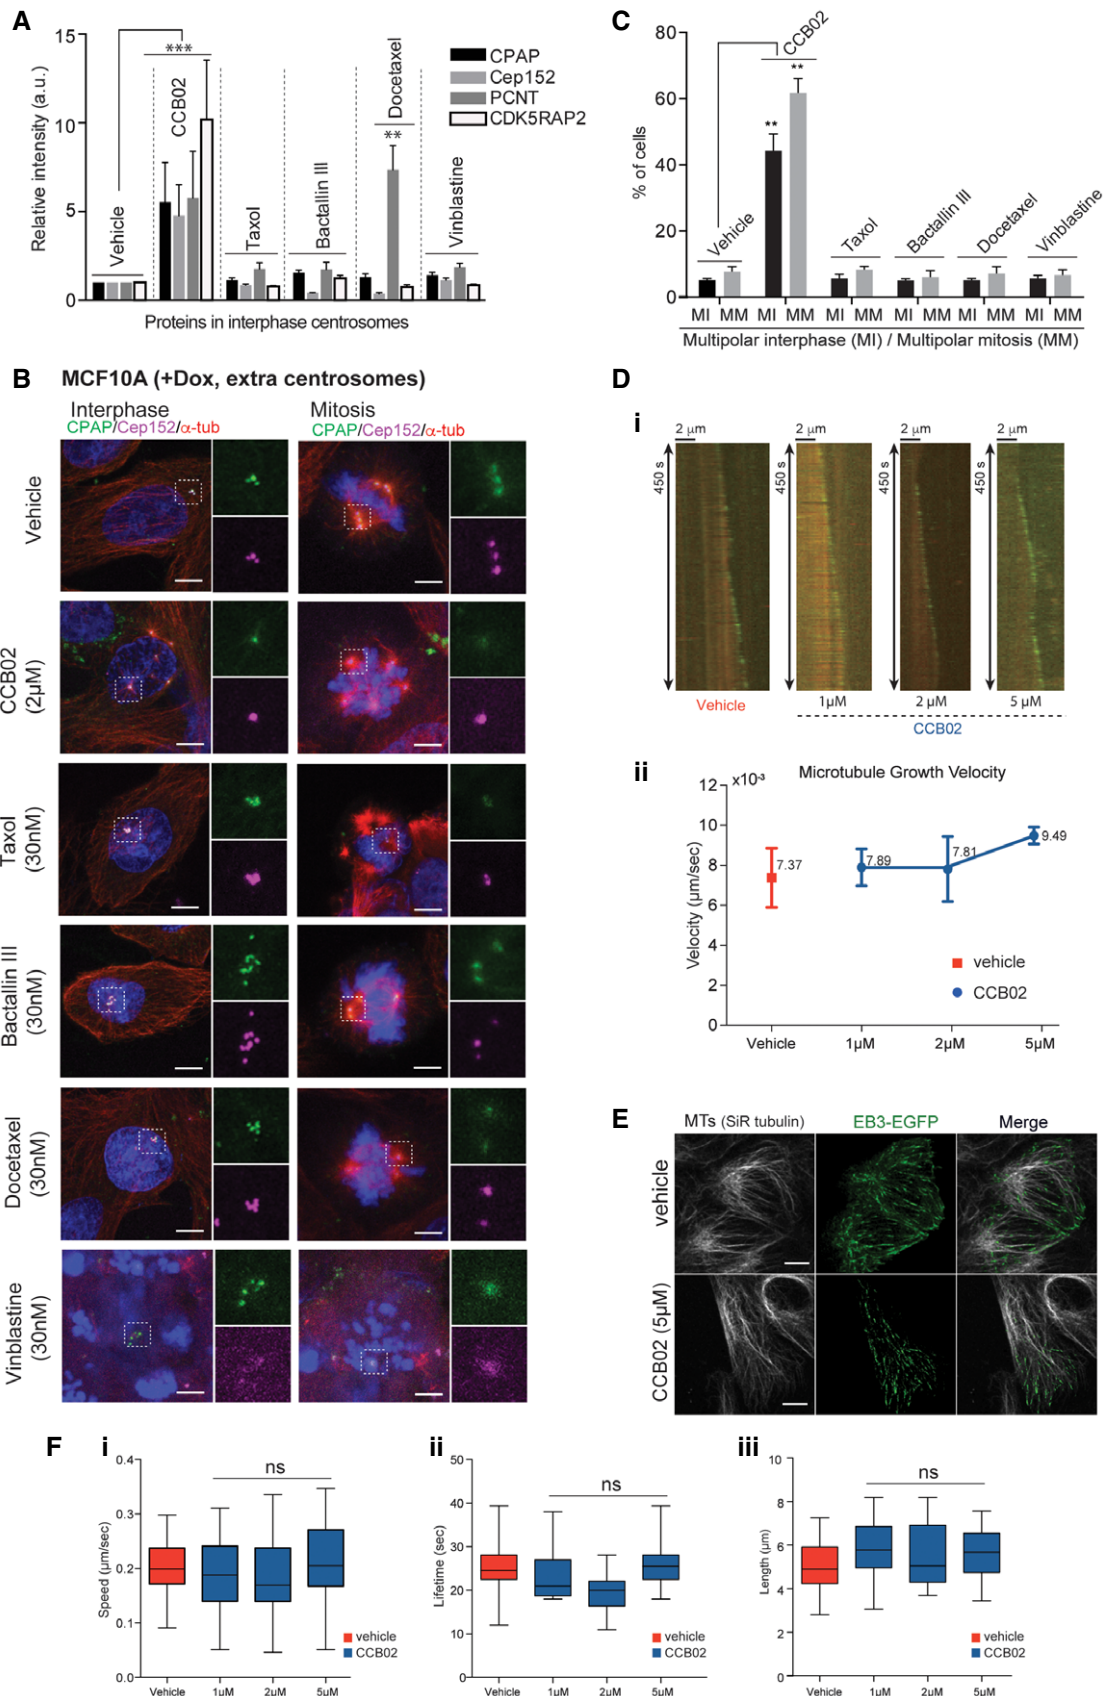 A
15
10
5
0
Relative intensity (a.u.)
***
CCB02
Vehicle
Taxol
Bactallin III
Docetaxel
**
Vinblastine
CPAP
Cep152
PCNT
CDK5RAP2
Proteins in interphase centrosomes
C
80
60
40
20
0
% of cells
CCB02
**
**
Vehicle
Taxol
Bactallin III
Docetaxel
Vinblastine
MI MM MI MM MI MM MI MM MI MM MI MM
Multipolar interphase (MI) / Multipolar mitosis (MM)
B
MCF10A (+Dox, extra centrosomes)
Interphase
CPAP/Cep152/α-tub
Mitosis
CPAP/Cep152/α-tub
Vehicle
CCB02
(2µM)
Taxol
(30nM)
Bactallin III
(30nM)
Docetaxel
(30nM)
Vinblastine
(30nM)
D
i
2 µm
2 µm
2 µm
2 µm
450 s
450 s
450 s
450 s
Vehicle
1µM
2 µM
5 µM
CCB02
ii
x10-3
Microtubule Growth Velocity
12
10
8
6
4
2
0
Velocity (µm/sec)
7.37
7.89
7.81
9.49
vehicle
CCB02
Vehicle 1µM 2µM 5µM
E
MTs (SiR tubulin) EB3-EGFP Merge
vehicle
CCB02 (5µM)
F
i
0.4
0.3
0.2
0.1
0.0
Speed (µm/sec)
ns
vehicle
CCB02
Vehicle 1µM 2µM 5µM
ii
50
40
30
20
10
0
Lifetime (sec)
ns
vehicle
CCB02
Vehicle 1µM 2µM 5µM
iii
10
8
6
4
2
0
Length (µm)
ns
vehicle
CCB02
Vehicle 1µM 2µM 5µM